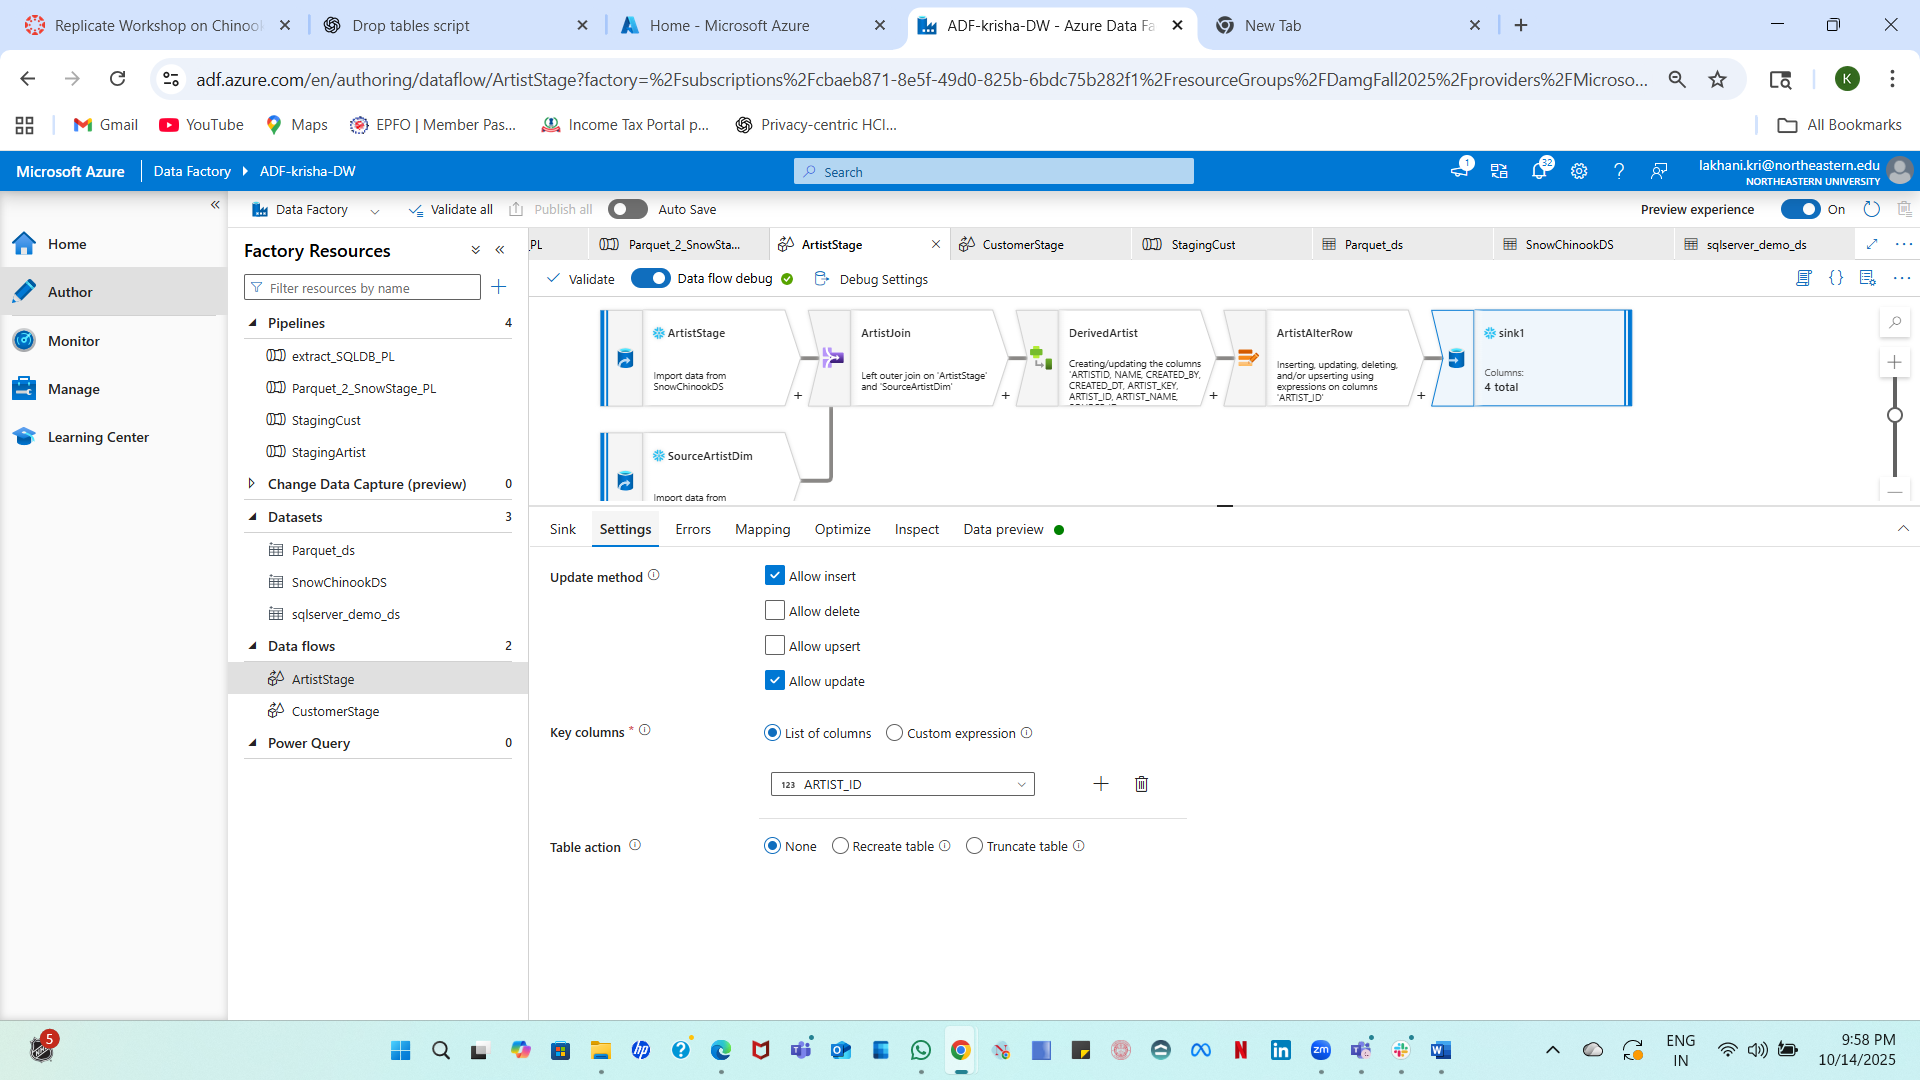 Replicate Workshop on Chinook
Drop tables script
Home - Microsoft Azure
ADF-krisha-DW - Azure Data Fa
New Tab
adf.azure.com/en/authoring/dataflow/ArtistStage?factory=%2Fsubscriptions%2Fcbaeb871-8e5f-49d0-825b-6bdc75b282f1%2FresourceGroups%2FDamgFall2025%2Fproviders%2FMicroso...
K
Gmail
YouTube
Maps
EPFO | Member Pas...
Income Tax Portal p...
Privacy-centric HCI...
All Bookmarks
Microsoft Azure
Data Factory
ADF-krisha-DW
Search
1
32
lakhani.kri@northeastern.edu
NORTHEASTERN UNIVERSITY
Home
Author
Monitor
Manage
Learning Center
Data Factory
Validate all
Publish all
Auto Save
Preview experience
On
Factory Resources
Filter resources by name
Pipelines 4
extract_SQLDB_PL
Parquet_2_SnowStage_PL
StagingCust
StagingArtist
Change Data Capture (preview) 0
Datasets 3
Parquet_ds
SnowChinookDS
sqlserver_demo_ds
Data flows 2
ArtistStage
CustomerStage
Power Query 0
_PL
Parquet_2_SnowSta...
ArtistStage
CustomerStage
StagingCust
Parquet_ds
SnowChinookDS
sqlserver_demo_ds
Validate
Data flow debug
Debug Settings
ArtistStage
Import data from
SnowChinookDS
ArtistJoin
Left outer join on 'ArtistStage'
and 'SourceArtistDim'
DerivedArtist
Creating/updating the columns
'ARTISTID, NAME, CREATED_BY,
CREATED_DT, ARTIST_KEY,
ARTIST_ID, ARTIST_NAME,
ArtistAlterRow
Inserting, updating, deleting,
and/or upserting using
expressions on columns
'ARTIST_ID'
sink1
Columns:
4 total
SourceArtistDim
Import data from
Sink
Settings
Errors
Mapping
Optimize
Inspect
Data preview
Update method
Allow insert
Allow delete
Allow upsert
Allow update
Key columns *
List of columns
Custom expression
123 ARTIST_ID
Table action
None
Recreate table
Truncate table
5
ENG
IN
9:58 PM
10/14/2025